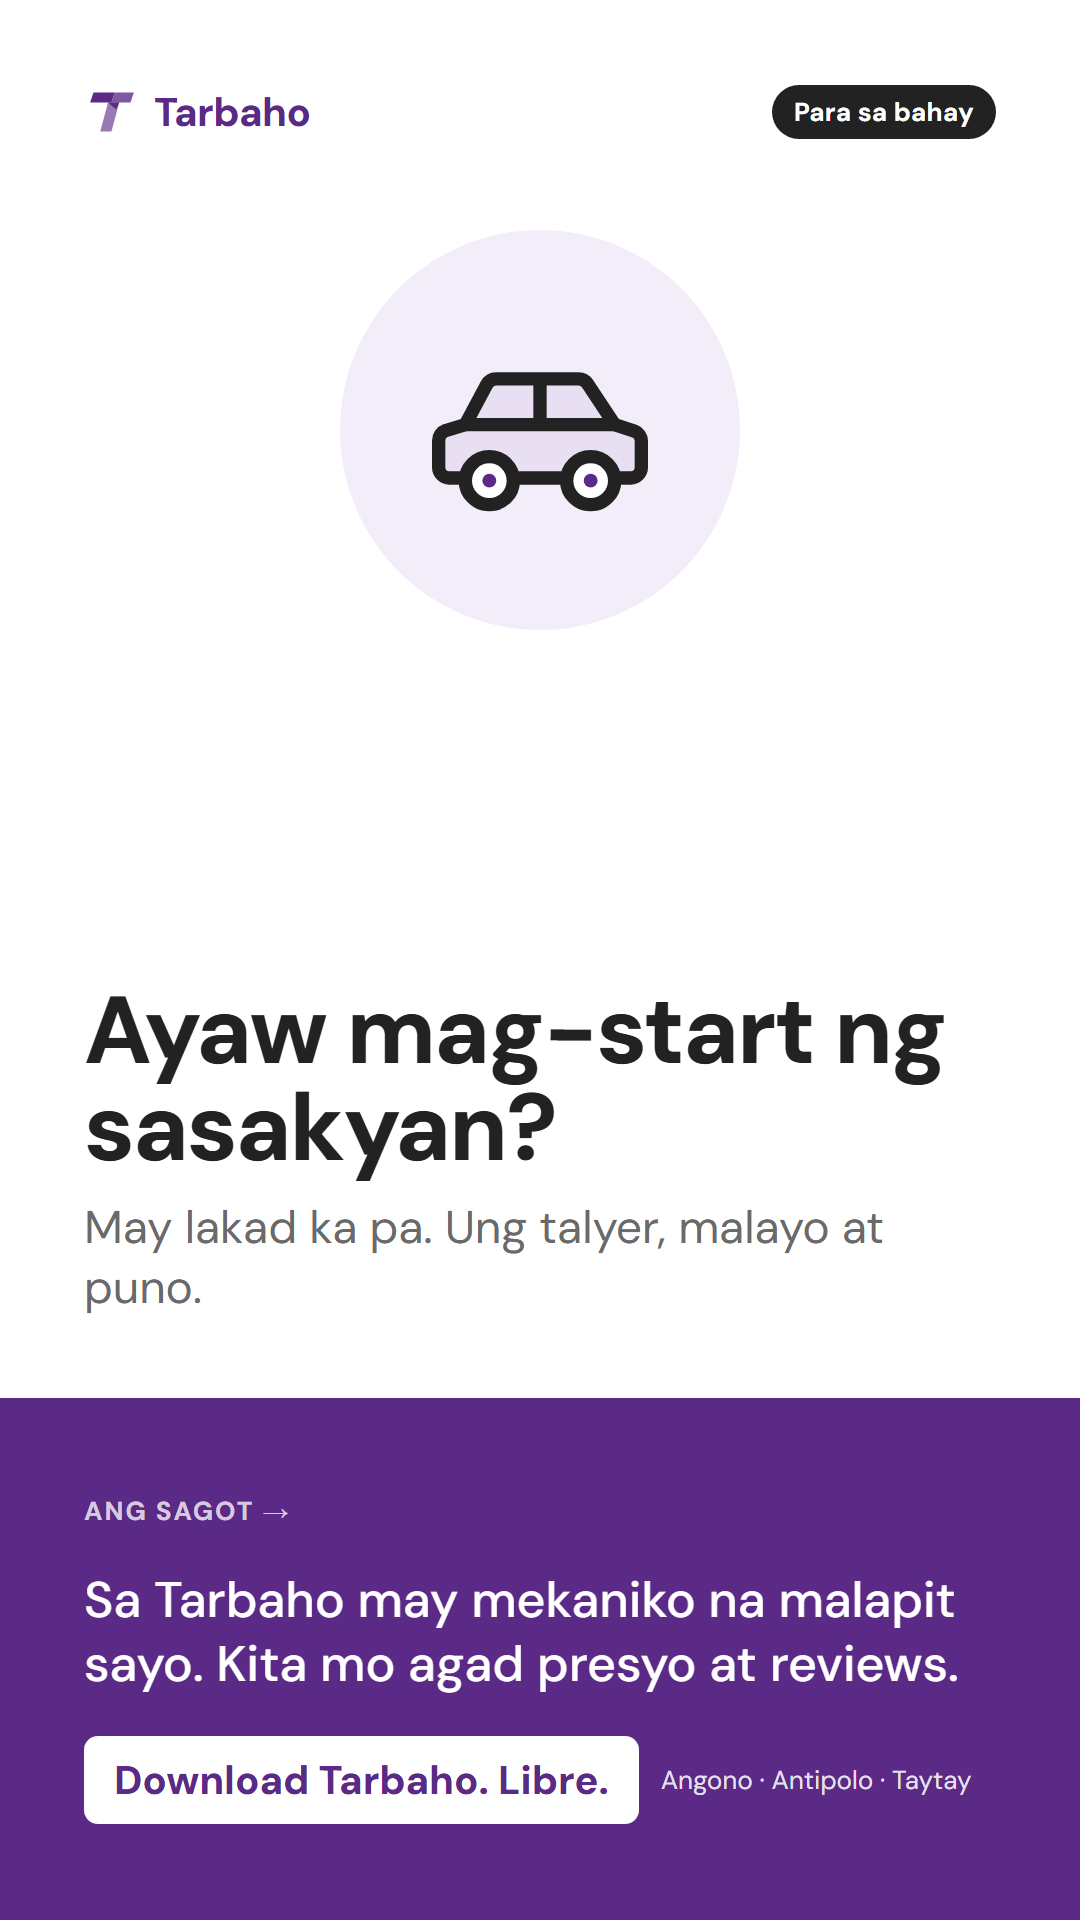 Tarbaho
Para sa bahay
Ayaw mag-start ng
sasakyan?
May lakad ka pa. Ung talyer, malayo at
puno.
ANG SAGOT →
Sa Tarbaho may mekaniko na malapit
sayo. Kita mo agad presyo at reviews.
Download Tarbaho. Libre.
Angono · Antipolo · Taytay